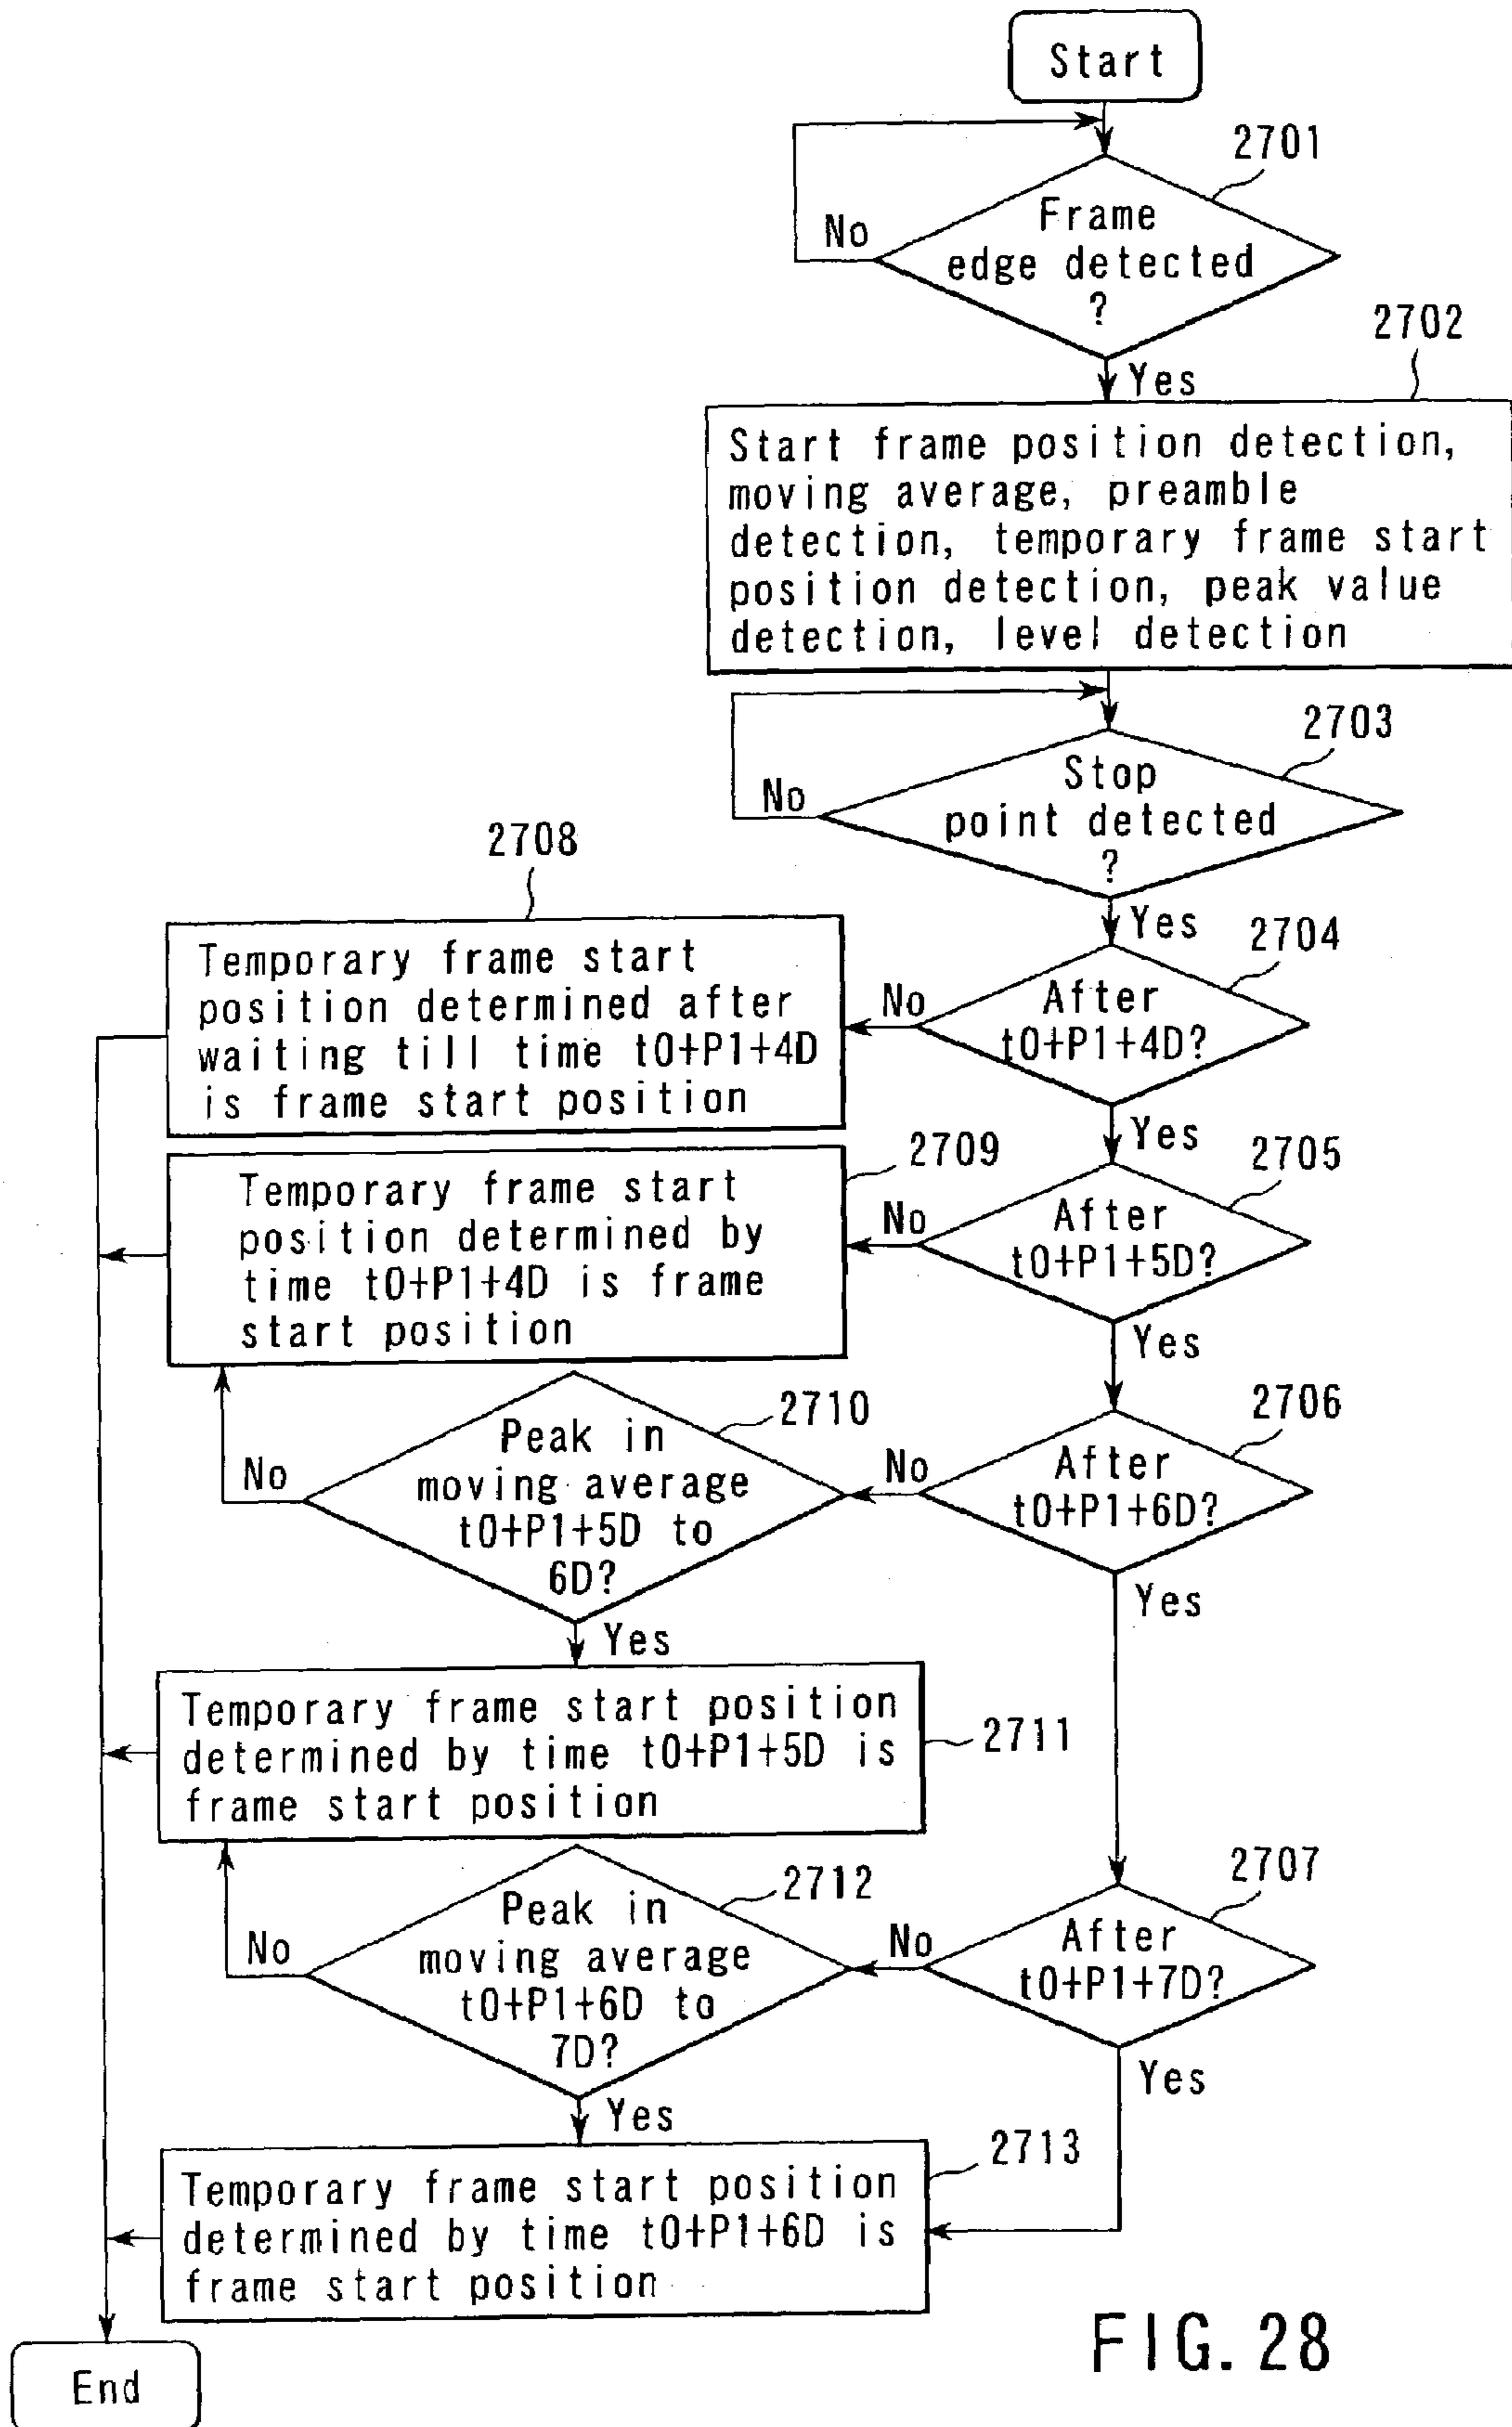 Start
2701
Frame
edge detected
?
No
Yes
2702
Start frame position detection,
moving average, preamble
detection, temporary frame start
position detection, peak value
detection, level detection
2703
Stop
point detected
?
No
Yes
2704
After
t0+P1+4D?
No
Yes
2708
Temporary frame start
position determined after
waiting till time t0+P1+4D
is frame start position
2705
After
t0+P1+5D?
No
Yes
2709
Temporary frame start
position determined by
time t0+P1+4D is frame
start position
2706
After
t0+P1+6D?
No
Yes
2710
Peak in
moving average
t0+P1+5D to
6D?
No
Yes
2711
Temporary frame start position
determined by time t0+P1+5D is
frame start position
2707
After
t0+P1+7D?
No
Yes
2712
Peak in
moving average
t0+P1+6D to
7D?
No
Yes
2713
Temporary frame start position
determined by time t0+P1+6D is
frame start position
End
FIG. 28